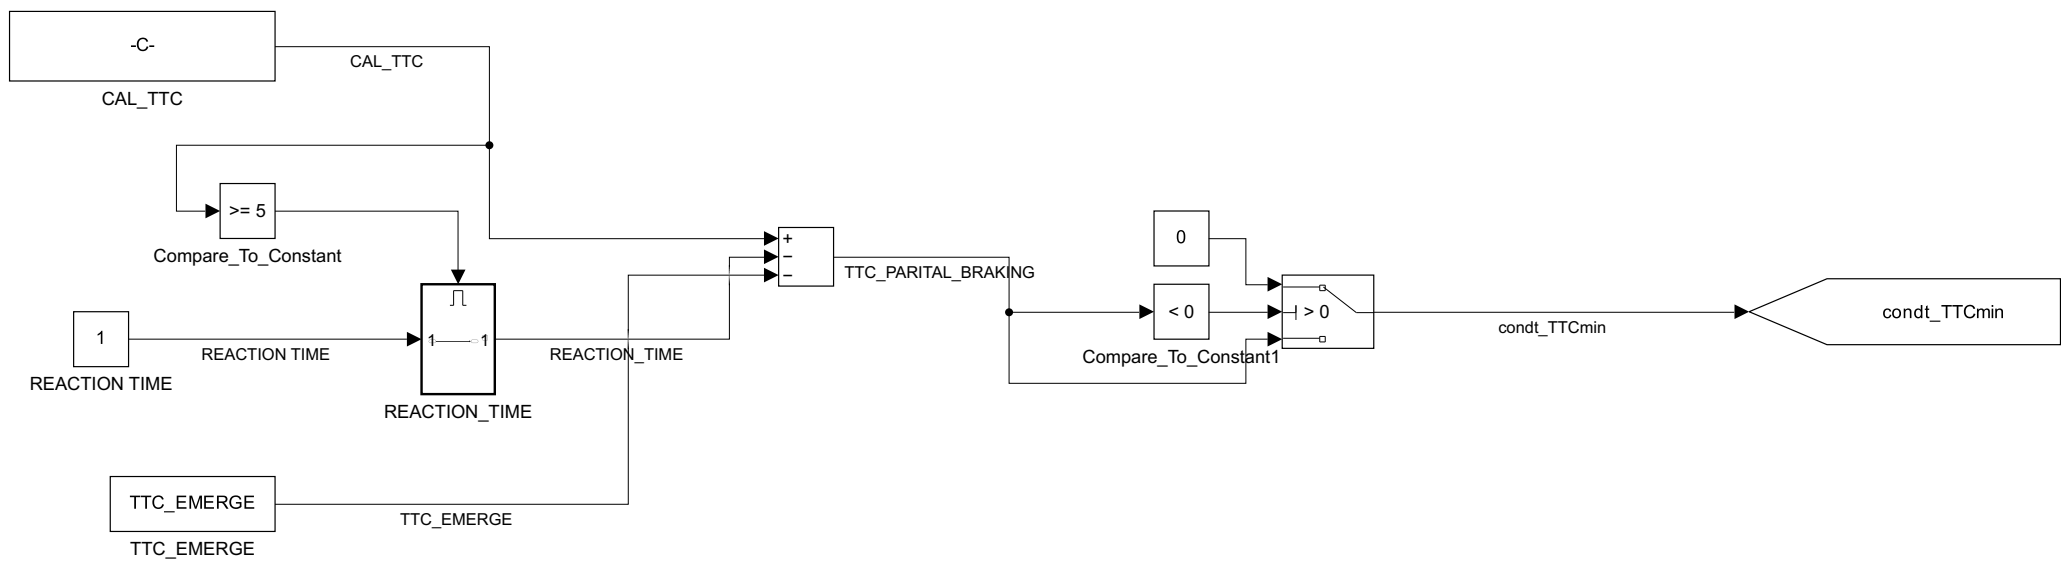 -C-
CAL_TTC
CAL_TTC
>= 5
Compare_To_Constant
1
REACTION TIME
REACTION TIME
1
1
REACTION_TIME
REACTION_TIME
TTC_EMERGE
TTC_EMERGE
TTC_EMERGE
+
−
−
TTC_PARITAL_BRAKING
0
< 0
Compare_To_Constant1
> 0
condt_TTCmin
condt_TTCmin